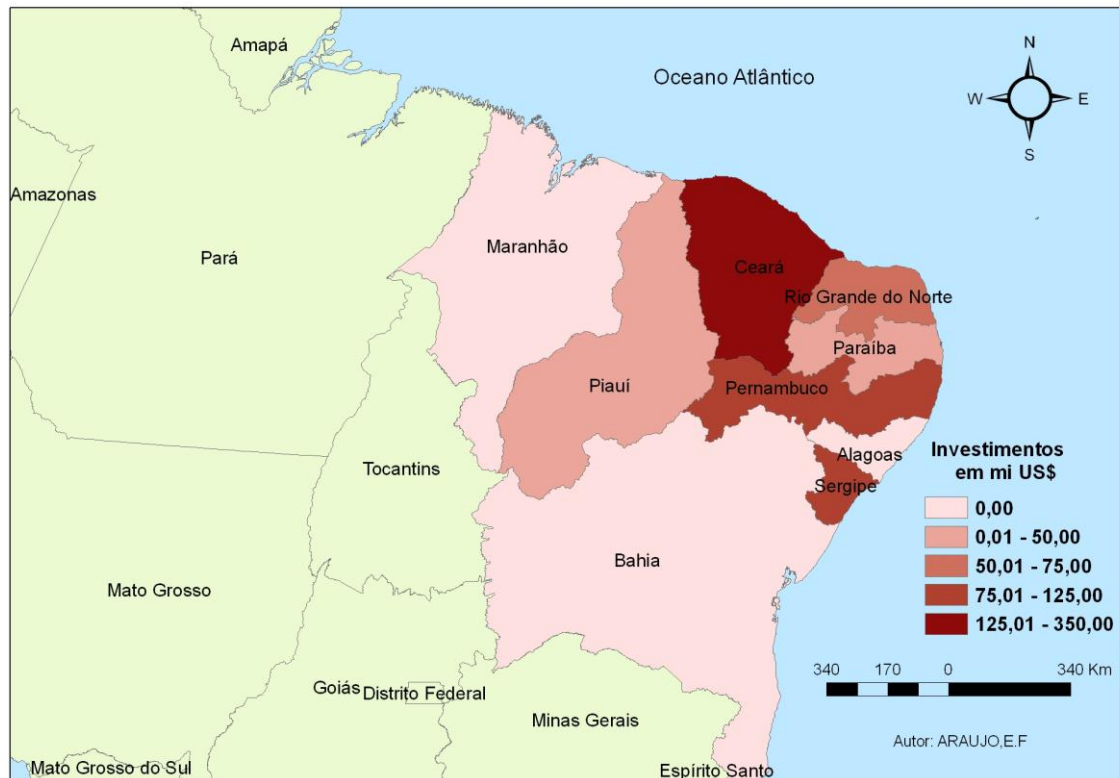 Amapá
Oceano Atlântico
N
W
E
S
Amazonas
Pará
Maranhão
Ceará
Rio Grande do Norte
Paraíba
Piauí
Pernambuco
Alagoas
Sergipe
Tocantins
Bahia
Mato Grosso
Goiás
Distrito Federal
Minas Gerais
Mato Grosso do Sul
Espírito Santo
Investimentos
em mi US$
0,00
0,01 - 50,00
50,01 - 75,00
75,01 - 125,00
125,01 - 350,00
340 170 0 340 Km
Autor: ARAUJO,E.F